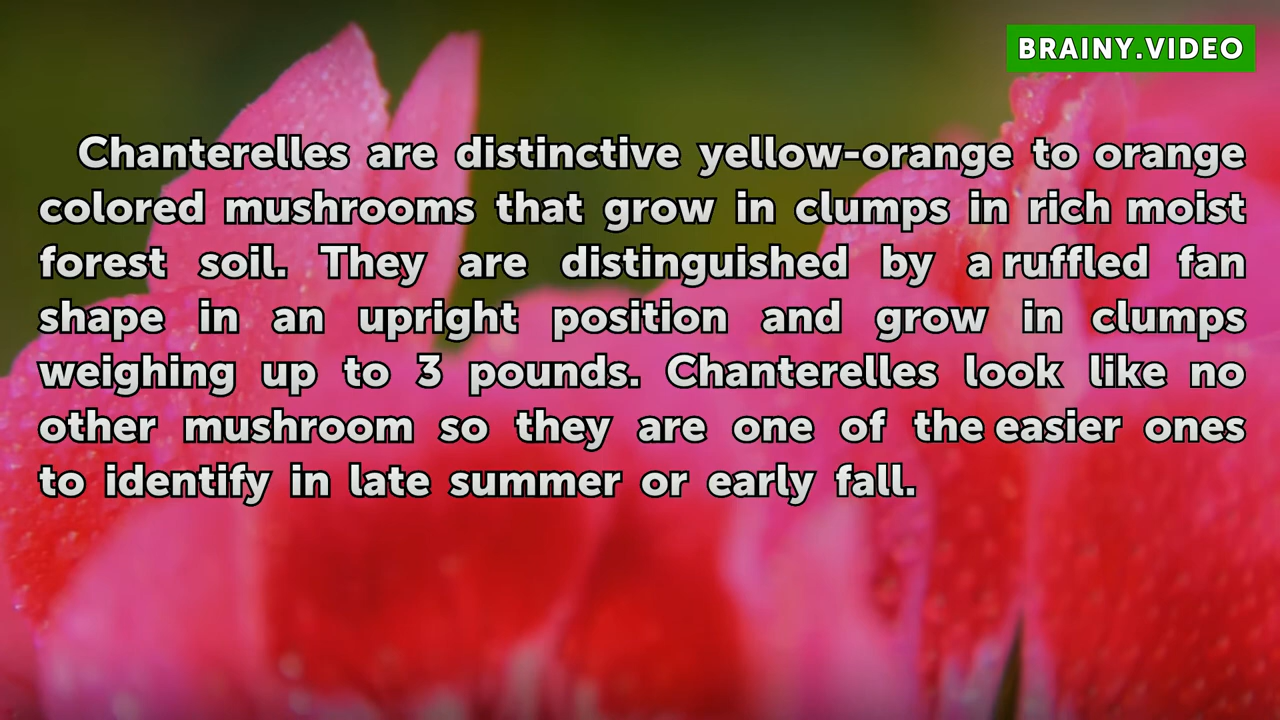 BRAINY.VIDEO
Chanterelles are distinctive yellow-orange to orange
colored mushrooms that grow in clumps in rich moist
forest soil. They are distinguished by a ruffled fan
shape in an upright position and grow in clumps
weighing up to 3 pounds. Chanterelles look like no
other mushroom so they are one of the easier ones
to identify in late summer or early fall.